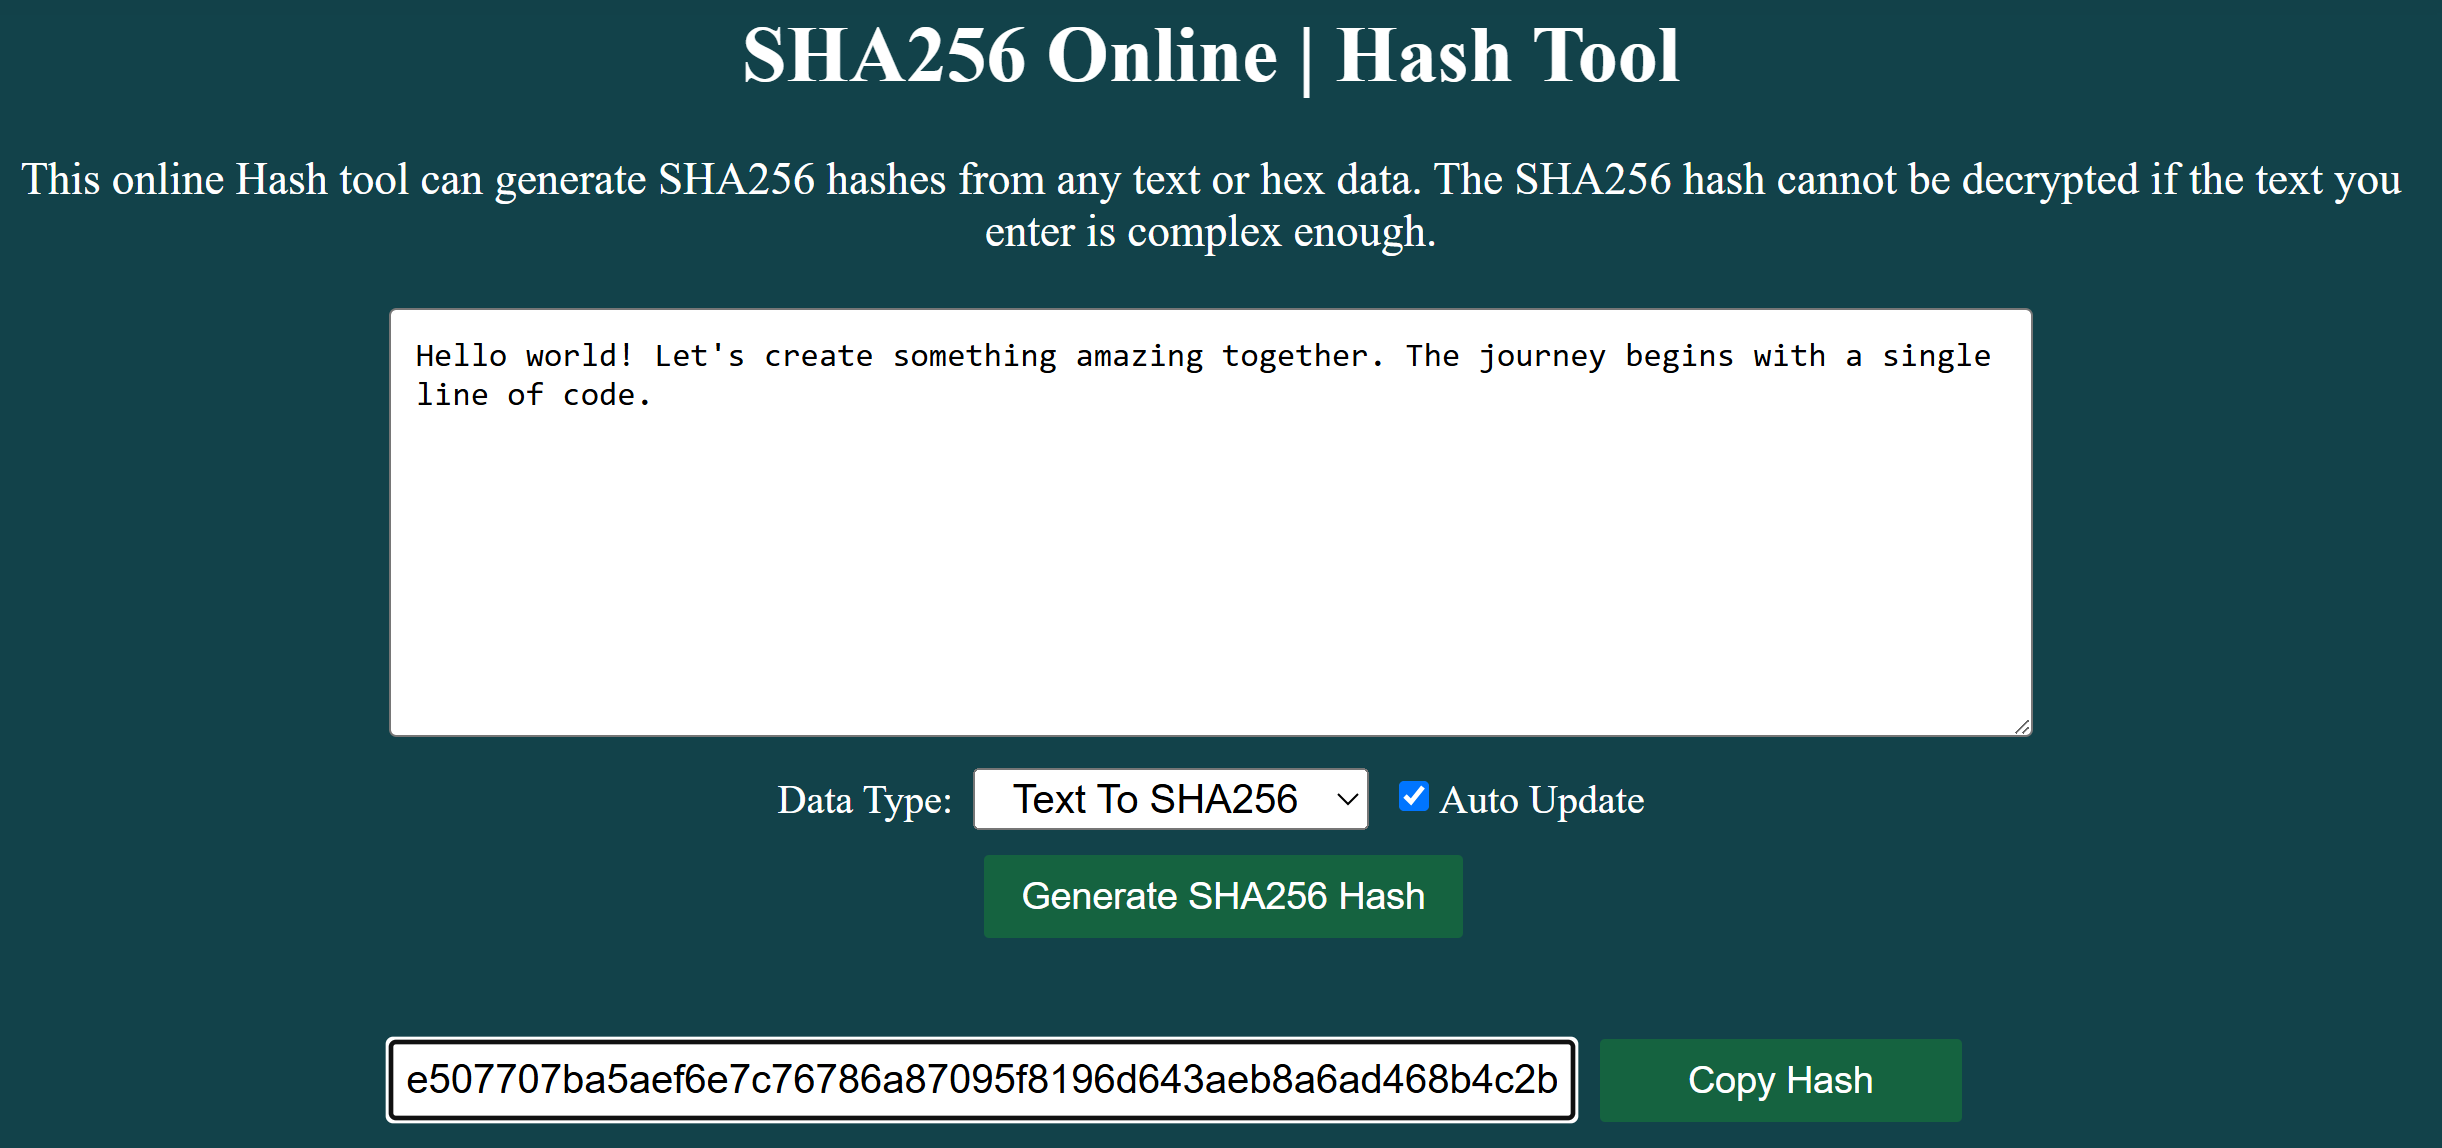 SHA256 Online | Hash Tool
This online Hash tool can generate SHA256 hashes from any text or hex data. The SHA256 hash cannot be decrypted if the text you
enter is complex enough.
Hello world! Let's create something amazing together. The journey begins with a single
line of code.
Data Type: Text To SHA256 Auto Update
Generate SHA256 Hash
e507707ba5aef6e7c76786a87095f8196d643aeb8a6ad468b4c2b Copy Hash